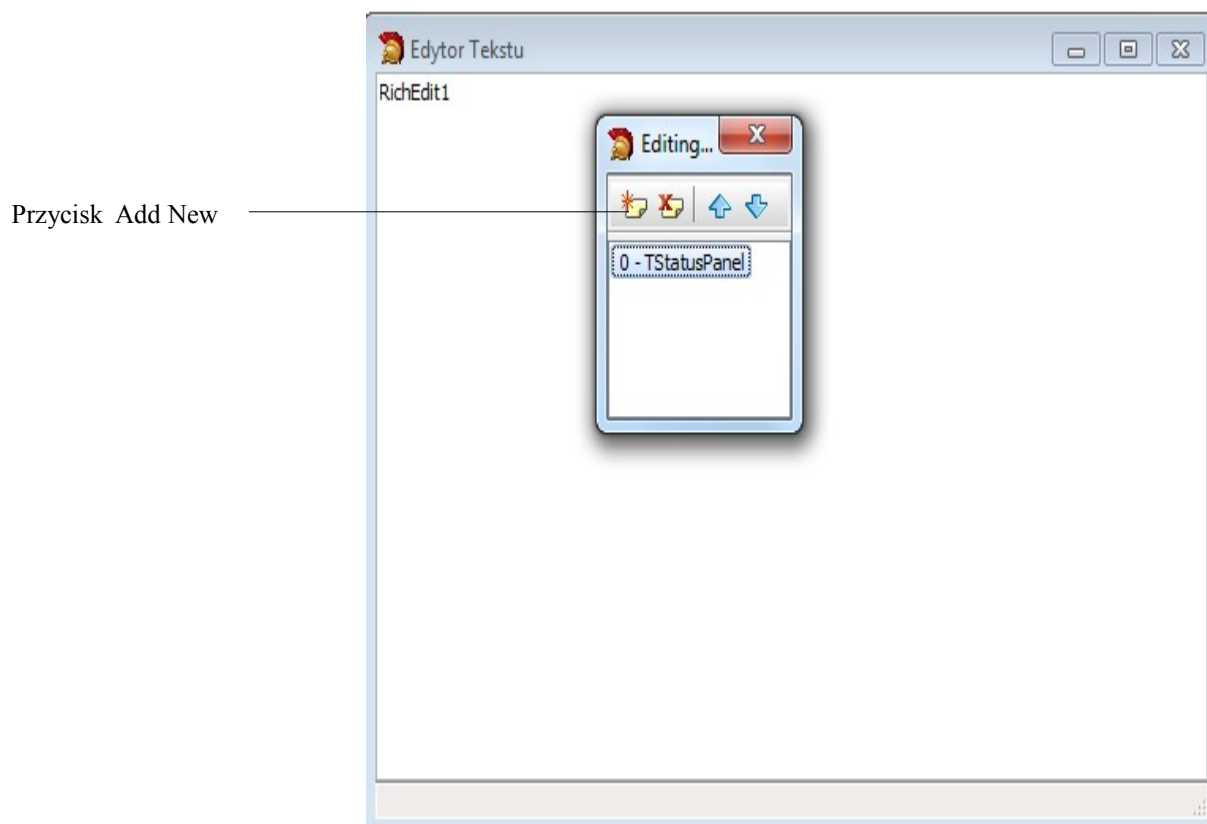 Edytor Tekstu
RichEdit1
Editing...
Przycisk Add New
0 - TStatusPanel